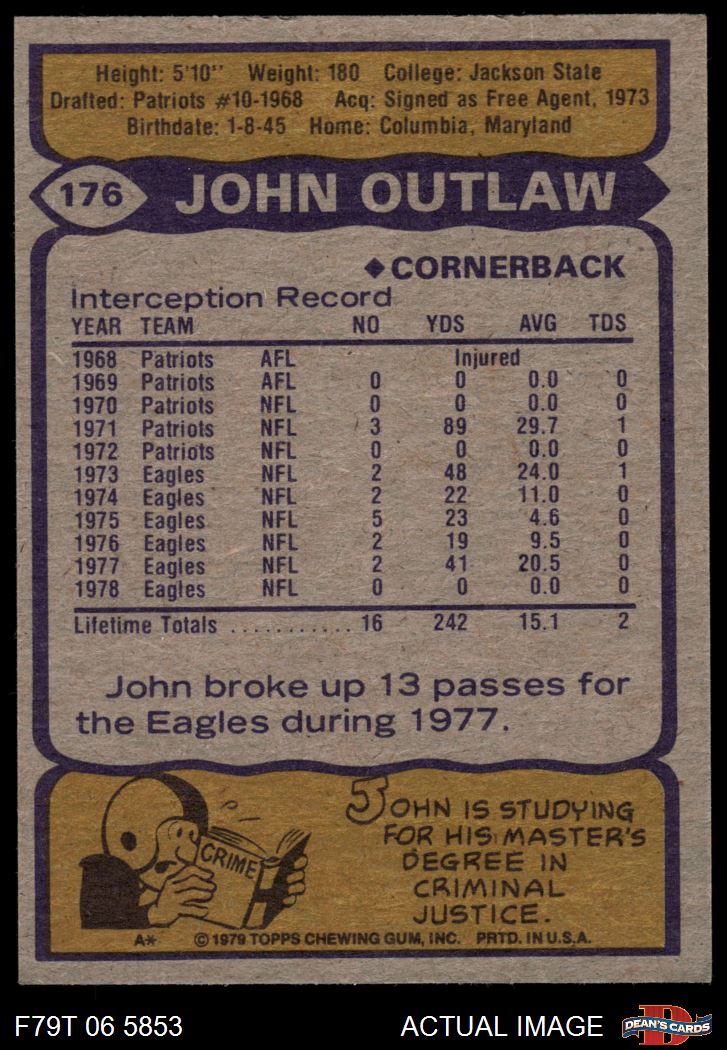 Height: 5'10" Weight: 180 College: Jackson State
Drafted: Patriots #10-1968 Acq: Signed as Free Agent, 1973
Birthdate: 1-8-45 Home: Columbia, Maryland
176 JOHN OUTLAW
◆CORNERBACK
Interception Record
YEAR TEAM NO YDS AVG TDS
1968 Patriots AFL Injured
1969 Patriots AFL 0 0 0.0 0
1970 Patriots NFL 0 0 0.0 0
1971 Patriots NFL 3 89 29.7 1
1972 Patriots NFL 0 0 0.0 0
1973 Eagles NFL 2 48 24.0 1
1974 Eagles NFL 2 22 11.0 0
1975 Eagles NFL 5 23 4.6 0
1976 Eagles NFL 2 19 9.5 0
1977 Eagles NFL 2 41 20.5 0
1978 Eagles NFL 0 0 0.0 0
Lifetime Totals ........... 16 242 15.1 2
John broke up 13 passes for
the Eagles during 1977.
CRIME
JOHN IS STUDYING
FOR HIS MASTER'S
DEGREE IN
CRIMINAL
JUSTICE.
A* © 1979 TOPPS CHEWING GUM, INC. PRTD. IN U.S.A.
F79T 06 5853 ACTUAL IMAGE D DEAN'S CARDS